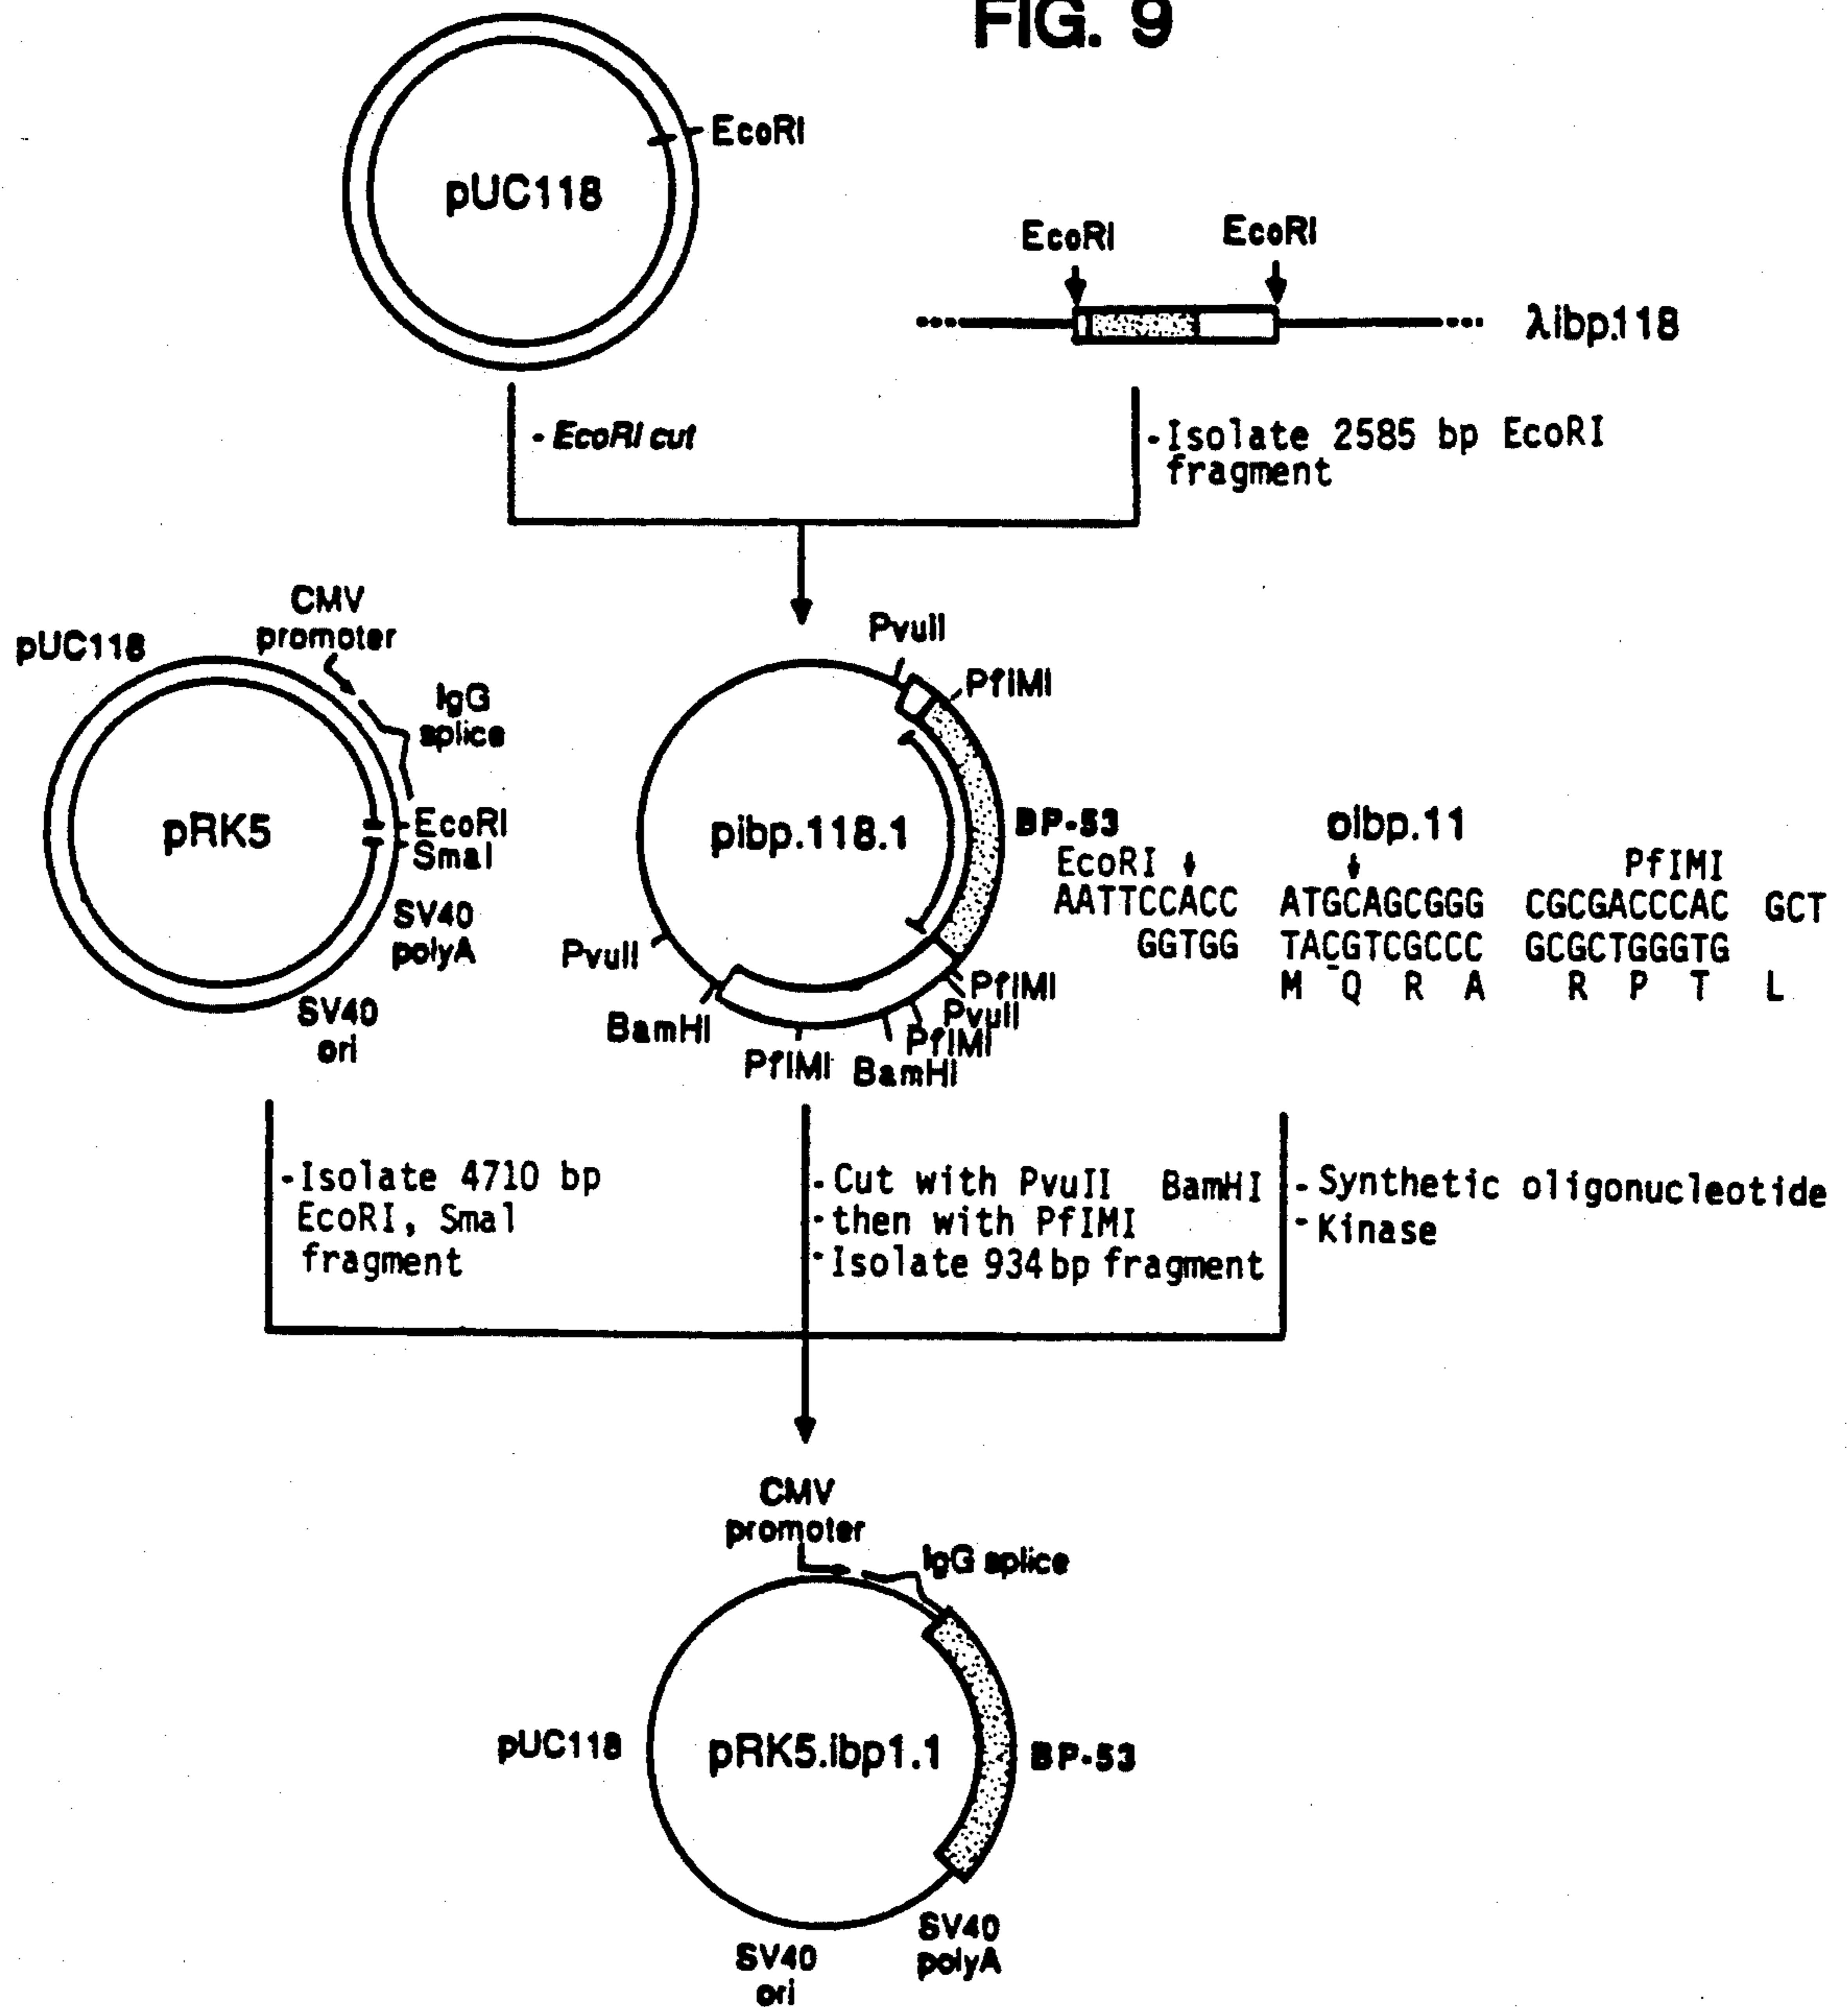 FIG. 9
EcoRI
pUC118
EcoRI
EcoRI
λibp.118
- EcoRI cut
-Isolate 2585 bp EcoRI
fragment
CMV
promoter
pUC118
IgG
splice
pRK5
EcoRI
SmaI
SV40
polyA
SV40
ori
PvuII
PflMI
pibp.118.1
BP-53
PvuII
BamHI
PflMI
PvuII
PflMI
BamHI
PflMI
oibp.11
EcoRI
PfIMI
AATTCCACC ATGCAGCGGG CGCGACCCAC GCT
GGTGG TACGTCGCCC GCGCTGGGTG
M Q R A R P T L
-Isolate 4710 bp
EcoRI, SmaI
fragment
-Cut with PvuII BamHI
-then with PfIMI
-Isolate 934 bp fragment
-Synthetic oligonucleotide
-Kinase
CMV
promoter
IgG splice
pUC118
pRK5.ibp1.1
BP-53
SV40
polyA
SV40
ori